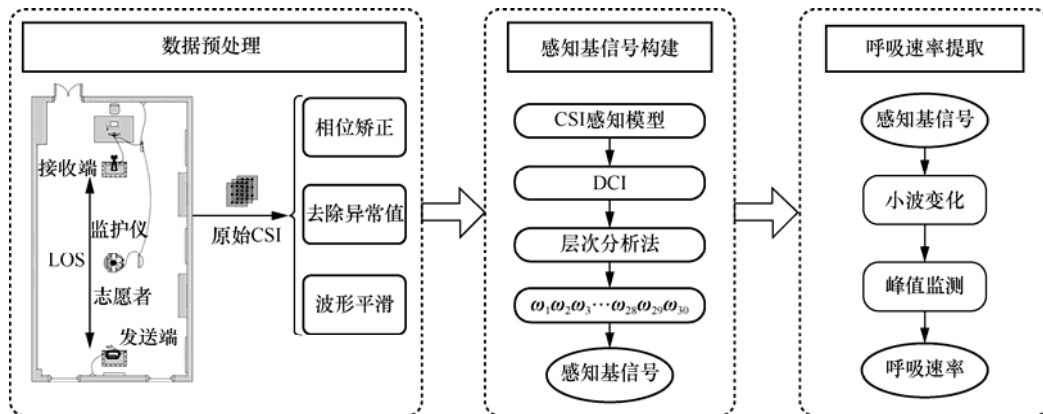 数据预处理
接收端
监护仪
LOS
志愿者
发送端
原始CSI
相位矫正
去除异常值
波形平滑
感知基信号构建
CSI感知模型
DCI
层次分析法
ω₁ω₂ω₃⋯ω₂₈ω₂₉ω₃₀
感知基信号
呼吸速率提取
感知基信号
小波变化
峰值监测
呼吸速率